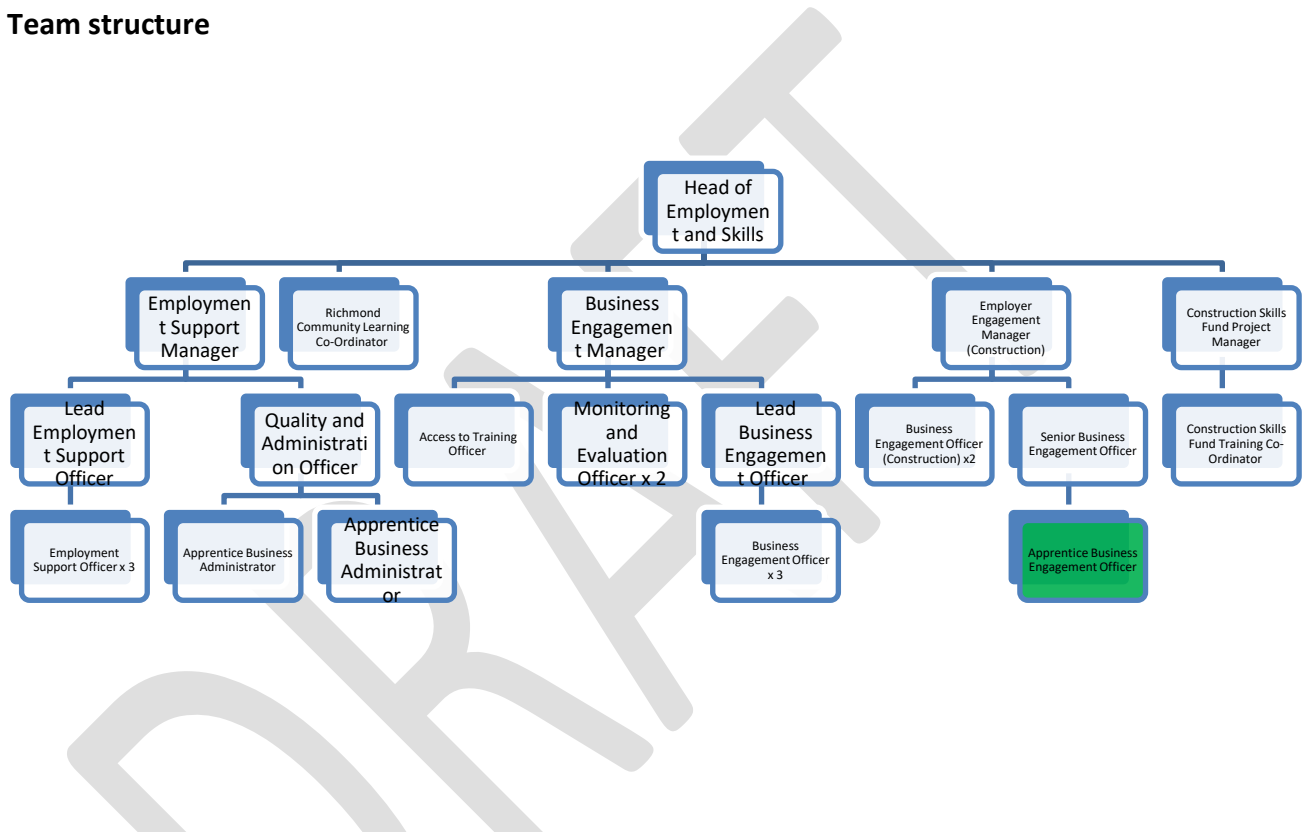 Team structure
Head of
Employmen
t and Skills
Employmen
t Support
Manager
Richmond
Community Learning
Co-Ordinator
Business
Engagemen
t Manager
Employer
Engagement
Manager
(Construction)
Construction Skills
Fund Project
Manager
Lead
Employmen
t Support
Officer
Quality and
Administrati
on Officer
Access to Training
Officer
Monitoring
and
Evaluation
Officer x 2
Lead
Business
Engagemen
t Officer
Business
Engagement Officer
(Construction) x2
Senior Business
Engagement Officer
Construction Skills
Fund Training Co-
Ordinator
Employment
Support Officer x 3
Apprentice Business
Administrator
Apprentice
Business
Administrat
or
Business
Engagement Officer
x 3
Apprentice Business
Engagement Officer
DRAFT